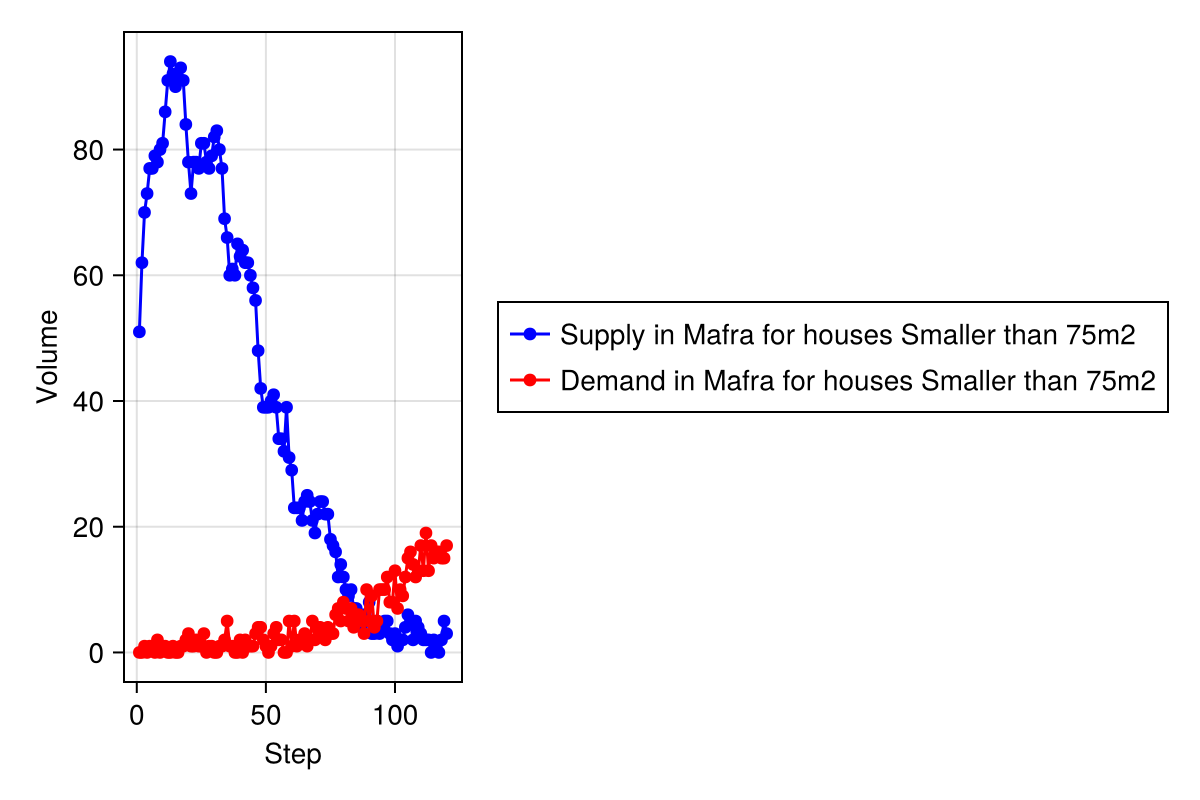 80
60
40
20
0
Volume
0 50 100
Step
Supply in Mafra for houses Smaller than 75m2
Demand in Mafra for houses Smaller than 75m2